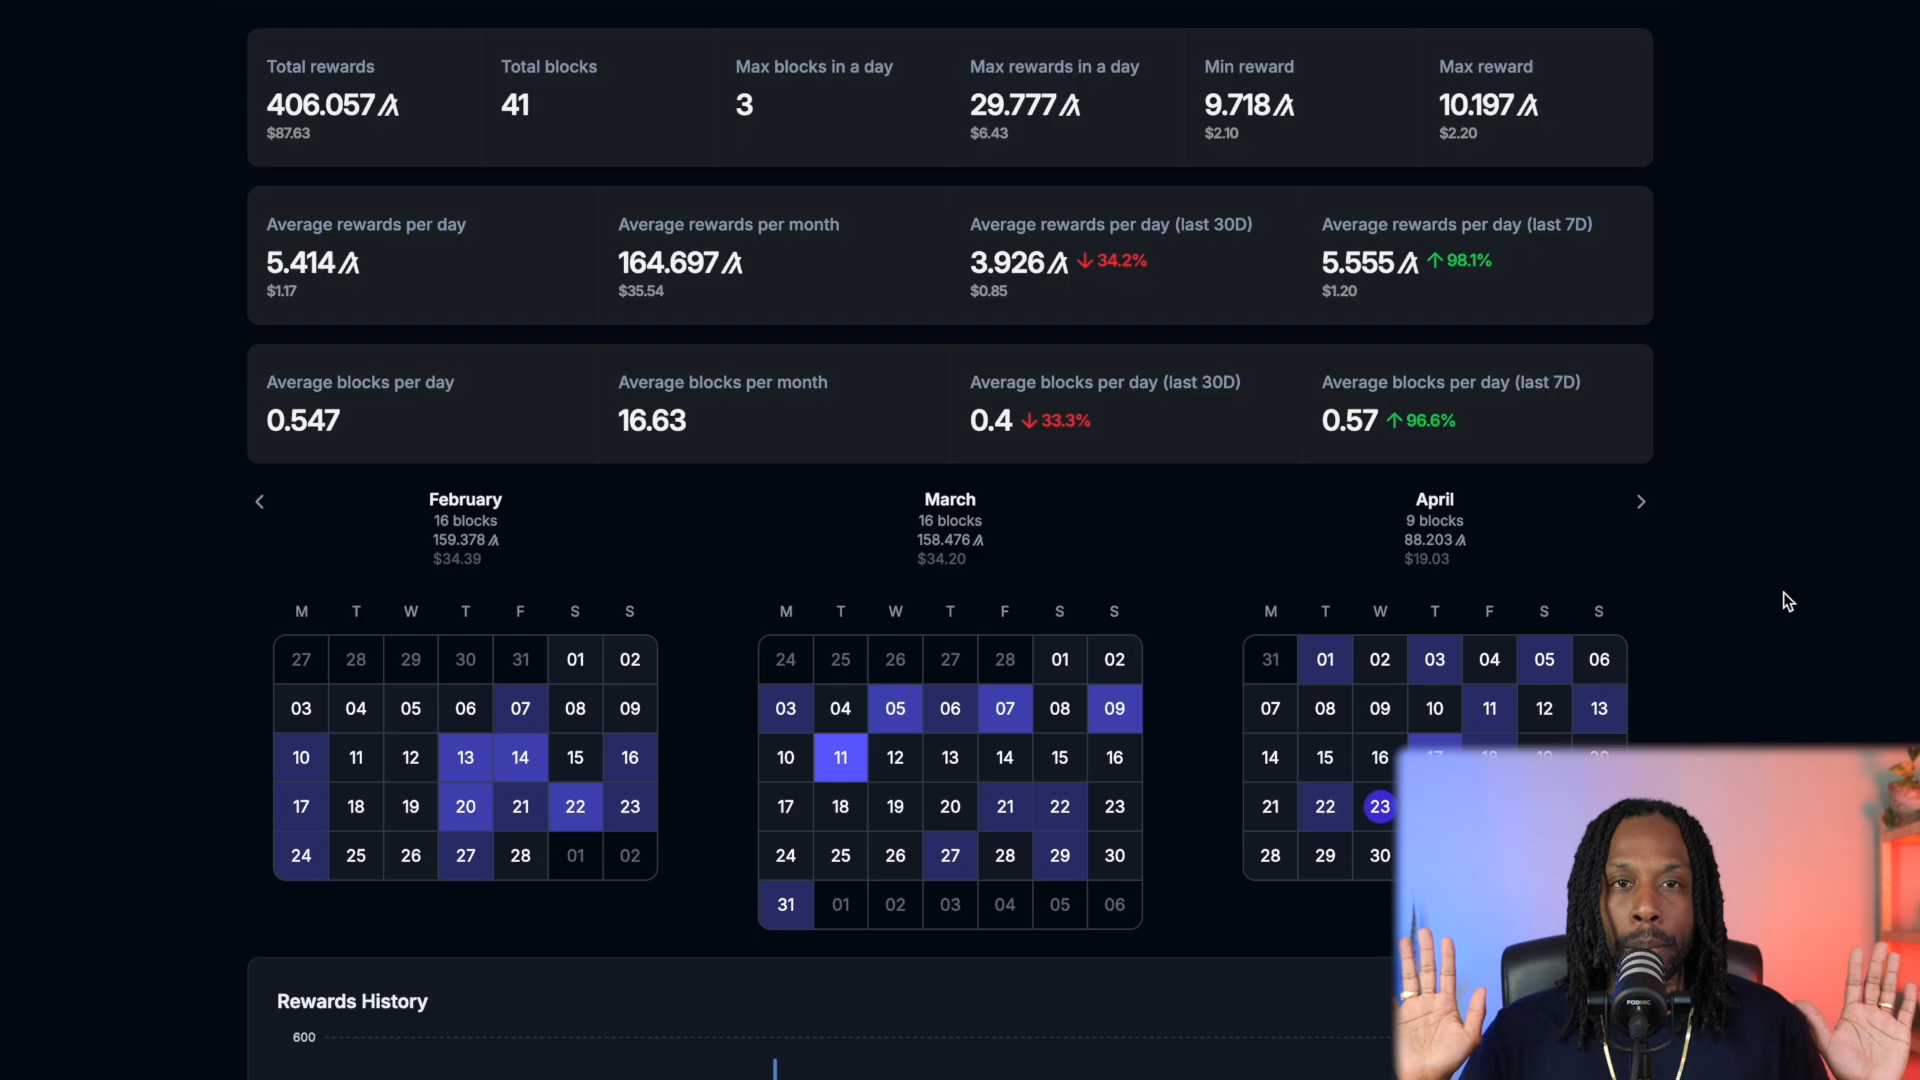 Total rewards
406.057
$87.63
Total blocks
41
Max blocks in a day
3
Max rewards in a day
29.777
$6.43
Min reward
9.718
$2.10
Max reward
10.197
$2.20
Average rewards per day
5.414
$1.17
Average rewards per month
164.697
$35.54
Average rewards per day (last 30D)
3.926 ↓ 34.2%
$0.85
Average rewards per day (last 7D)
5.555 ↑ 98.1%
$1.20
Average blocks per day
0.547
Average blocks per month
16.63
Average blocks per day (last 30D)
0.4 ↓ 33.3%
Average blocks per day (last 7D)
0.57 ↑ 96.6%
February
16 blocks
159.378
$34.39
M T W T F S S
27 28 29 30 31 01 02
03 04 05 06 07 08 09
10 11 12 13 14 15 16
17 18 19 20 21 22 23
24 25 26 27 28 01 02
March
16 blocks
158.476
$34.20
M T W T F S S
24 25 26 27 28 01 02
03 04 05 06 07 08 09
10 11 12 13 14 15 16
17 18 19 20 21 22 23
24 25 26 27 28 29 30
31 01 02 03 04 05 06
April
9 blocks
88.203
$19.03
M T W T F S S
31 01 02 03 04 05 06
07 08 09 10 11 12 13
14 15 16 17 18 19 20
21 22 23
28 29 30
Rewards History
600
PODMIC